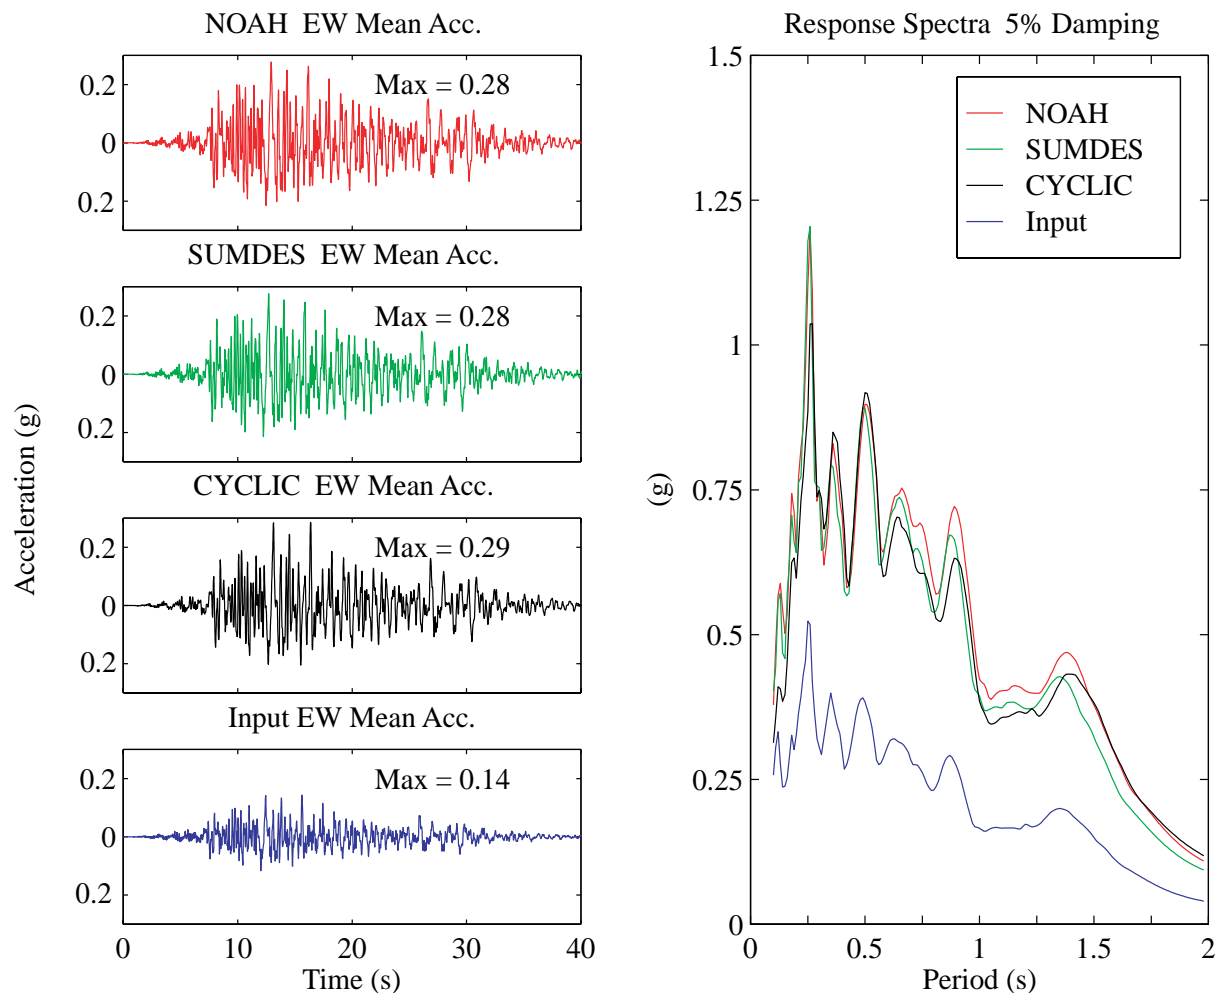 NOAH EW Mean Acc.
Max = 0.28
0.2
0
0.2
SUMDES EW Mean Acc.
Max = 0.28
0.2
0
0.2
CYCLIC EW Mean Acc.
Max = 0.29
0.2
0
0.2
Input EW Mean Acc.
Max = 0.14
0.2
0
0.2
0 10 20 30 40
Time (s)
Acceleration (g)
Response Spectra 5% Damping
NOAH
SUMDES
CYCLIC
Input
1.5
1.25
1
0.75
0.5
0.25
0
(g)
0 0.5 1 1.5 2
Period (s)